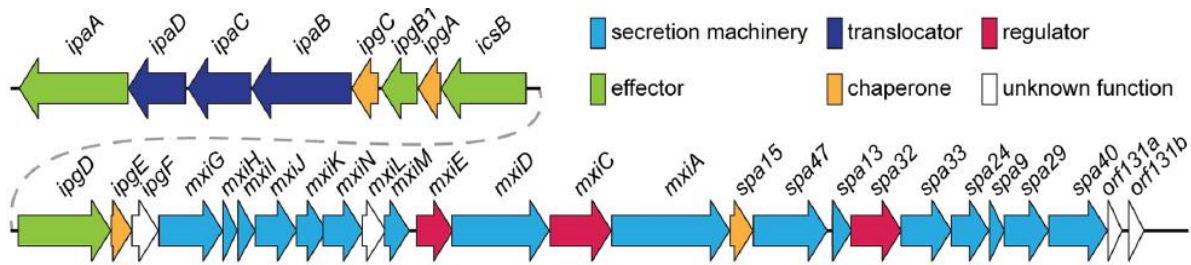 ipaA ipaD ipaC ipaB ipgC ipgB1 ipgA icsB
secretion machinery translocator regulator
effector chaperone unknown function
ipgD ipgE ipgF mxiG mxiH mxiI mxiJ mxiK mxiN mxiL mxiM mxiE mxiD mxiC mxiA spa15 spa47 spa13 spa32 spa33 spa24 spa9 spa29 spa40 orf131a orf131b